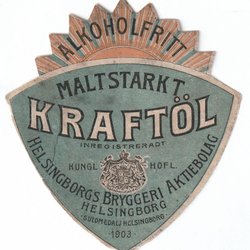 ALKOHOLFRITT
MALTSTARKT
KRAFTÖL
INREGISTRERADT
KUNGL. HOFL.
HELSINGBORGS BRYGGERI AKTIEBOLAG
HELSINGBORG
GULDMEDALJ HELSINGBORG
1903